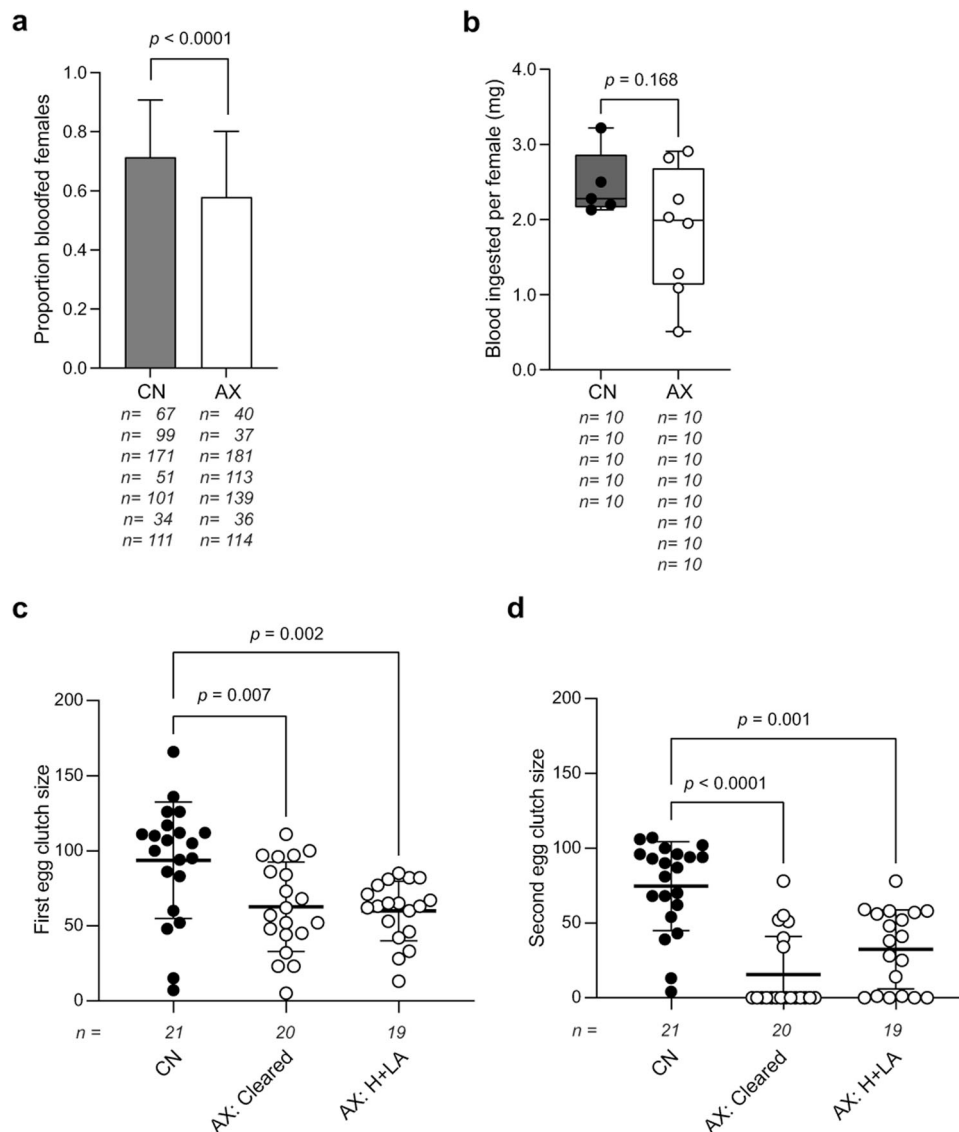 a
p < 0.0001
Proportion bloodfed females
1.0
0.8
0.6
0.4
0.2
0.0
CN AX
n= 67 n= 40
n= 99 n= 37
n= 171 n= 181
n= 51 n= 113
n= 101 n= 139
n= 34 n= 36
n= 111 n= 114
b
p = 0.168
Blood ingested per female (mg)
4.0
3.0
2.0
1.0
0.0
CN AX
n= 10 n= 10
n= 10 n= 10
n= 10 n= 10
n= 10 n= 10
n= 10 n= 10
n= 10
n= 10
n= 10
c
p = 0.002
p = 0.007
First egg clutch size
200
150
100
50
0
n = 21 20 19
CN AX: Cleared AX: H+LA
d
p = 0.001
p < 0.0001
Second egg clutch size
200
150
100
50
0
n = 21 20 19
CN AX: Cleared AX: H+LA